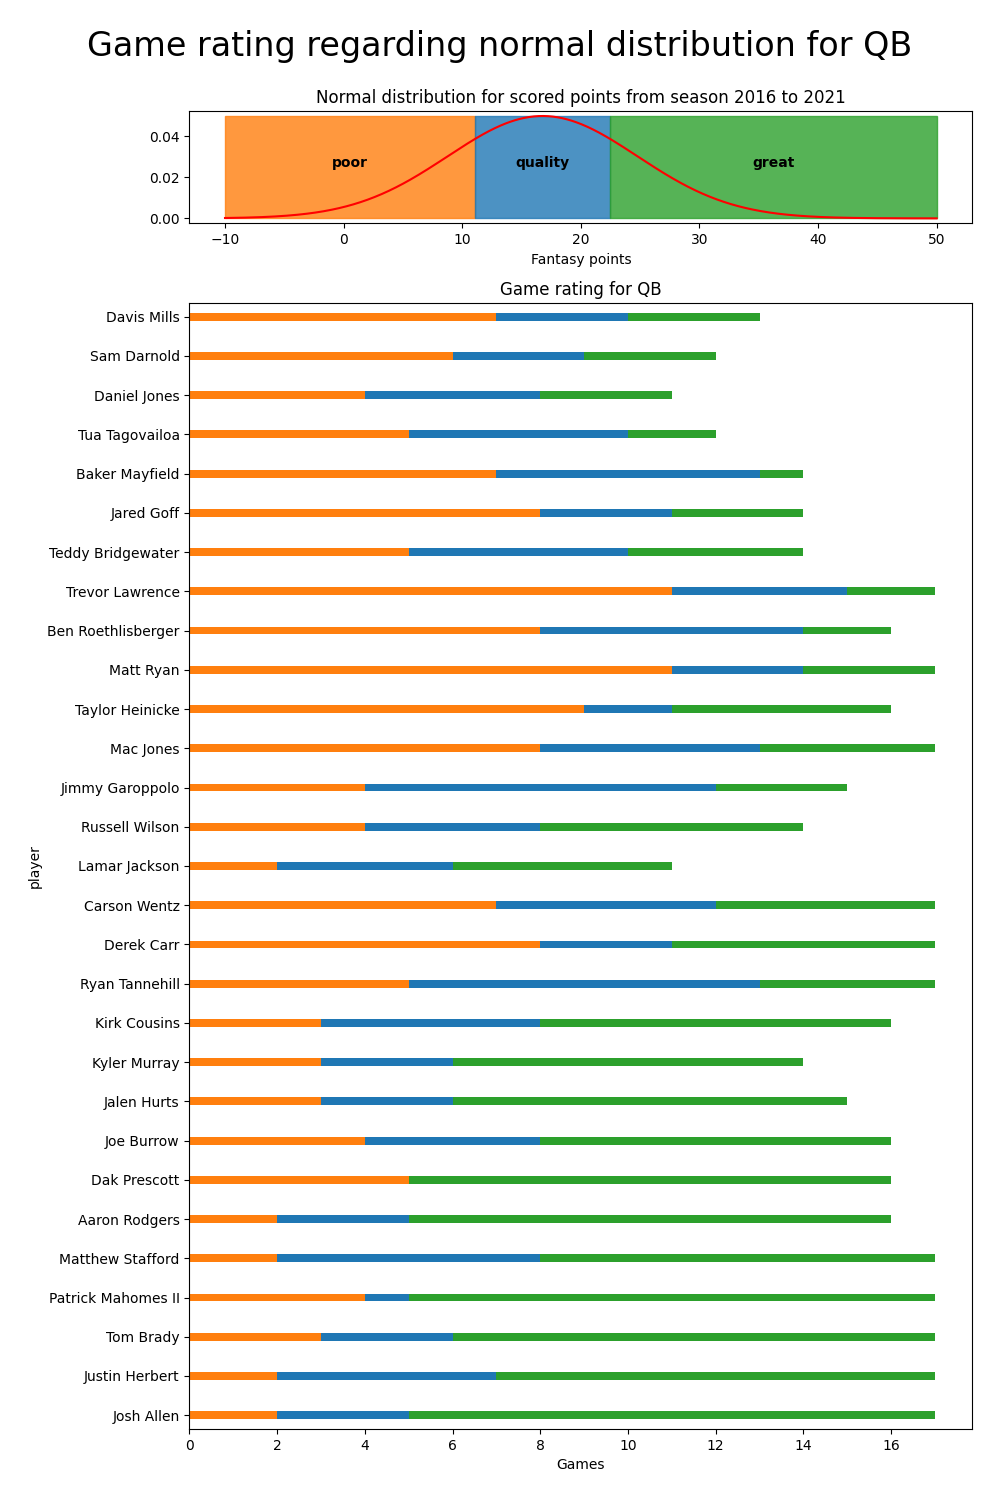 Game rating regarding normal distribution for QB
Normal distribution for scored points from season 2016 to 2021
0.04
0.02
0.00
poor quality great
−10 0 10 20 30 40 50
Fantasy points
Game rating for QB
player
Davis Mills
Sam Darnold
Daniel Jones
Tua Tagovailoa
Baker Mayfield
Jared Goff
Teddy Bridgewater
Trevor Lawrence
Ben Roethlisberger
Matt Ryan
Taylor Heinicke
Mac Jones
Jimmy Garoppolo
Russell Wilson
Lamar Jackson
Carson Wentz
Derek Carr
Ryan Tannehill
Kirk Cousins
Kyler Murray
Jalen Hurts
Joe Burrow
Dak Prescott
Aaron Rodgers
Matthew Stafford
Patrick Mahomes II
Tom Brady
Justin Herbert
Josh Allen
0 2 4 6 8 10 12 14 16
Games